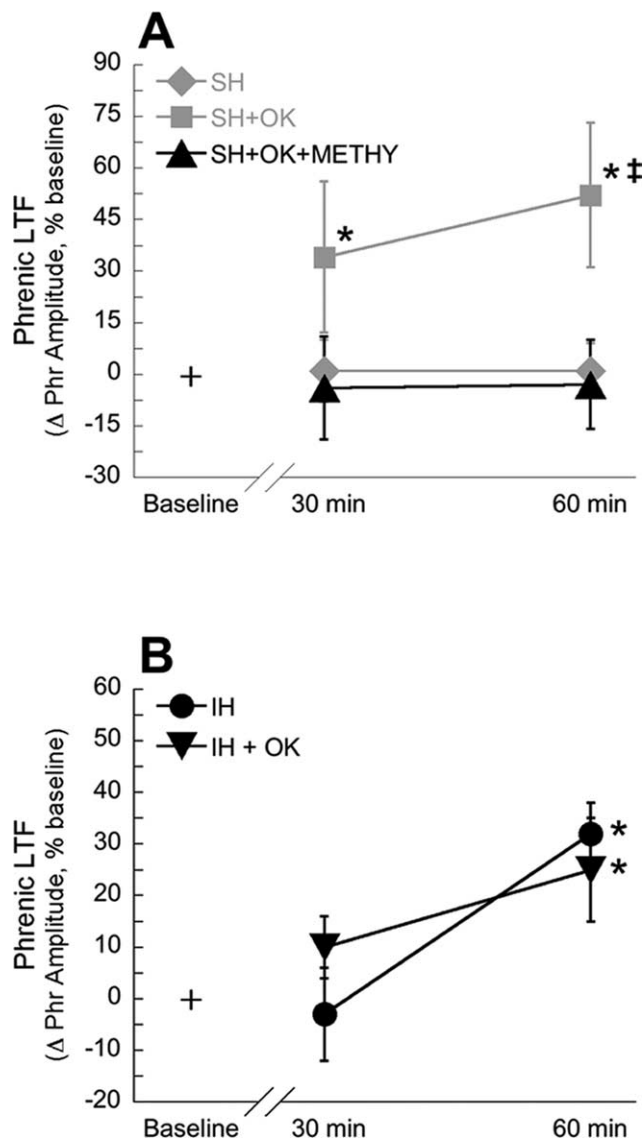 A
90
75
60
45
30
15
0
-15
-30
Phrenic LTF
(Δ Phr Amplitude, % baseline)
SH
SH+OK
SH+OK+METHY
*
* ‡
+
Baseline
30 min
60 min
B
60
50
40
30
20
10
0
-10
-20
Phrenic LTF
(Δ Phr Amplitude, % baseline)
IH
IH + OK
*
*
+
Baseline
30 min
60 min